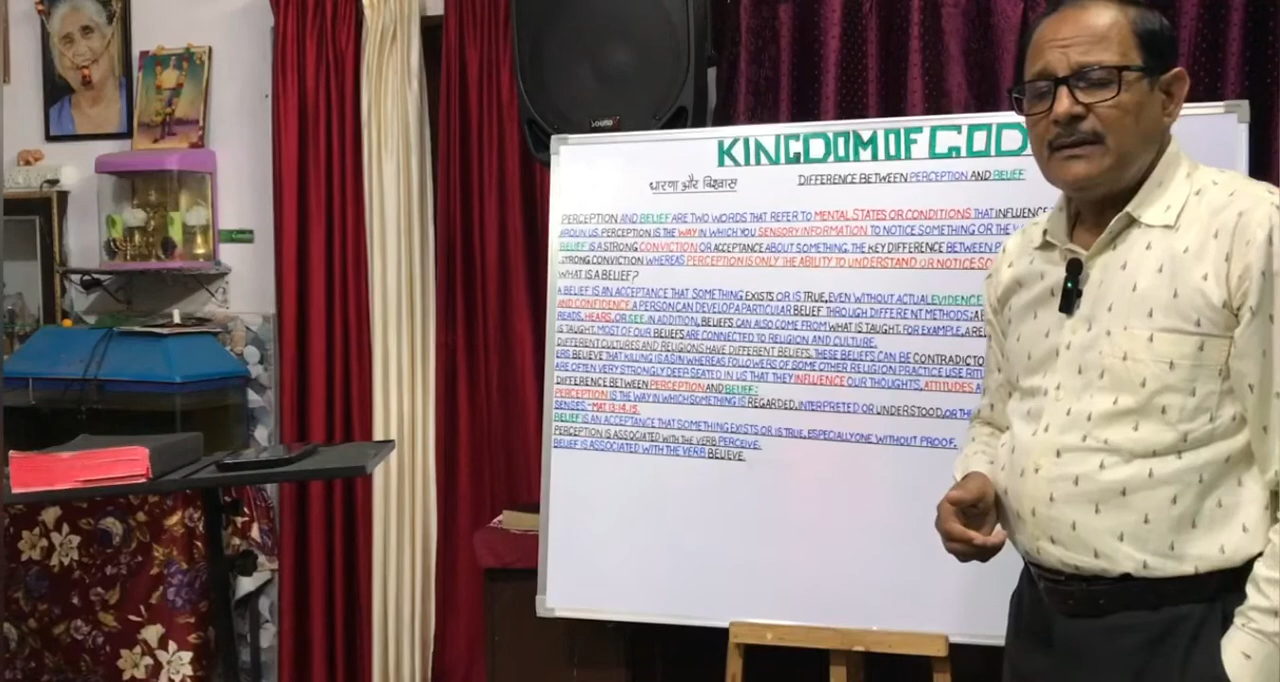 KINGDOM OF GOD
धारणा और विश्वास
DIFFERENCE BETWEEN PERCEPTION AND BELIEF
PERCEPTION AND BELIEF ARE TWO WORDS THAT REFER TO MENTAL STATES OR CONDITIONS THAT INFLUENCE
AROUN US. PERCEPTION IS THE WAY IN WHICH YOU SENSORY INFORMATION TO NOTICE SOMETHING OR THE
BELIEF IS A STRONG CONVICTION OR ACCEPTANCE ABOUT SOMETHING. THE KEY DIFFERENCE BETWEEN
STRONG CONVICTION WHEREAS PERCEPTION IS ONLY THE ABILITY TO UNDERSTAND OR NOTICE
WHAT IS A BELIEF?
A BELIEF IS AN ACCEPTANCE THAT SOMETHING EXISTS OR IS TRUE, EVEN WITHOUT ACTUAL EVIDENCE
AND CONFIDENCE. A PERSON CAN DEVELOP A PARTICULAR BELIEF THROUGH DIFFERENT METHODS;
READS, HEARS, OR SEE. IN ADDITION, BELIEFS CAN ALSO COME FROM WHAT IS TAUGHT. FOR EXAMPLE,
IS TAUGHT. MOST OF OUR BELIEFS ARE CONNECTED TO RELIGION AND CULTURE.
DIFFERENT CULTURES AND RELIGIONS HAVE DIFFERENT BELIEFS. THESE BELIEFS CAN BE CONTRADICTO
ERS BELIEVE THAT KILLING IS A SIN WHEREAS FOLLOWERS OF SOME OTHER RELIGION PRACTICE USE
ARE OFTEN VERY STRONGLY DEEP SEATED IN US THAT THEY INFLUENCE OUR THOUGHTS, ATTITUDES
DIFFERENCE BETWEEN PERCEPTION AND BELIEF:
PERCEPTION IS THE WAY IN WHICH SOMETHING IS REGARDED, INTERPRETED OR UNDERSTOOD, OR THE
SENSES- MAT. 13:14,15.
BELIEF IS AN ACCEPTANCE THAT SOMETHING EXISTS OR IS TRUE, ESPECIALLY ONE WITHOUT PROOF.
PERCEPTION IS ASSOCIATED WITH THE VERB PERCEIVE.
BELIEF IS ASSOCIATED WITH THE VERB BELIEVE.